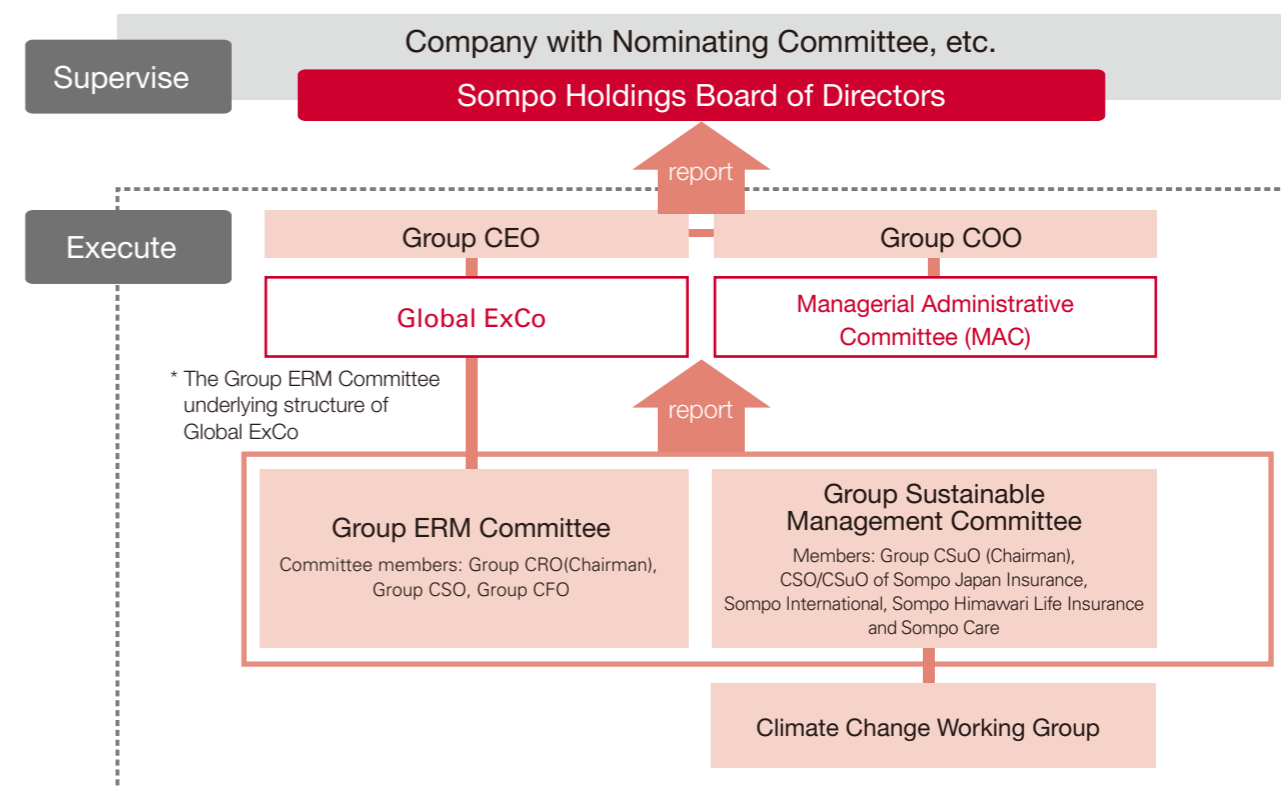 Supervise
Company with Nominating Committee, etc.
Sompo Holdings Board of Directors
report
Execute
Group CEO
Group COO
Global ExCo
Managerial Administrative
Committee (MAC)
* The Group ERM Committee
underlying structure of
Global ExCo
report
Group ERM Committee
Committee members: Group CRO(Chairman),
Group CSO, Group CFO
Group Sustainable
Management Committee
Members: Group CSuO (Chairman),
CSO/CSuO of Sompo Japan Insurance,
Sompo International, Sompo Himawari Life Insurance
and Sompo Care
Climate Change Working Group